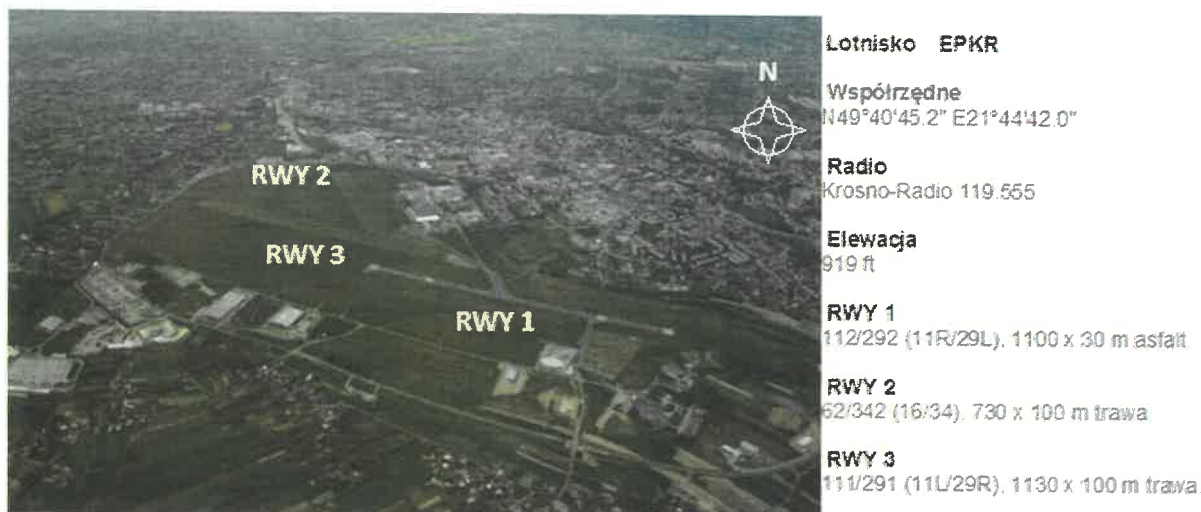 RWY 2
RWY 3
RWY 1
N
Lotnisko EPKR
Współrzędne
N49°40'45.2" E21°44'42.0"
Radio
Krosno-Radio 119.555
Elewacja
919 ft
RWY 1
112/292 (11R/29L), 1100 x 30 m asfalt
RWY 2
62/342 (16/34), 730 x 100 m trawa
RWY 3
111/291 (11L/29R), 1130 x 100 m trawa